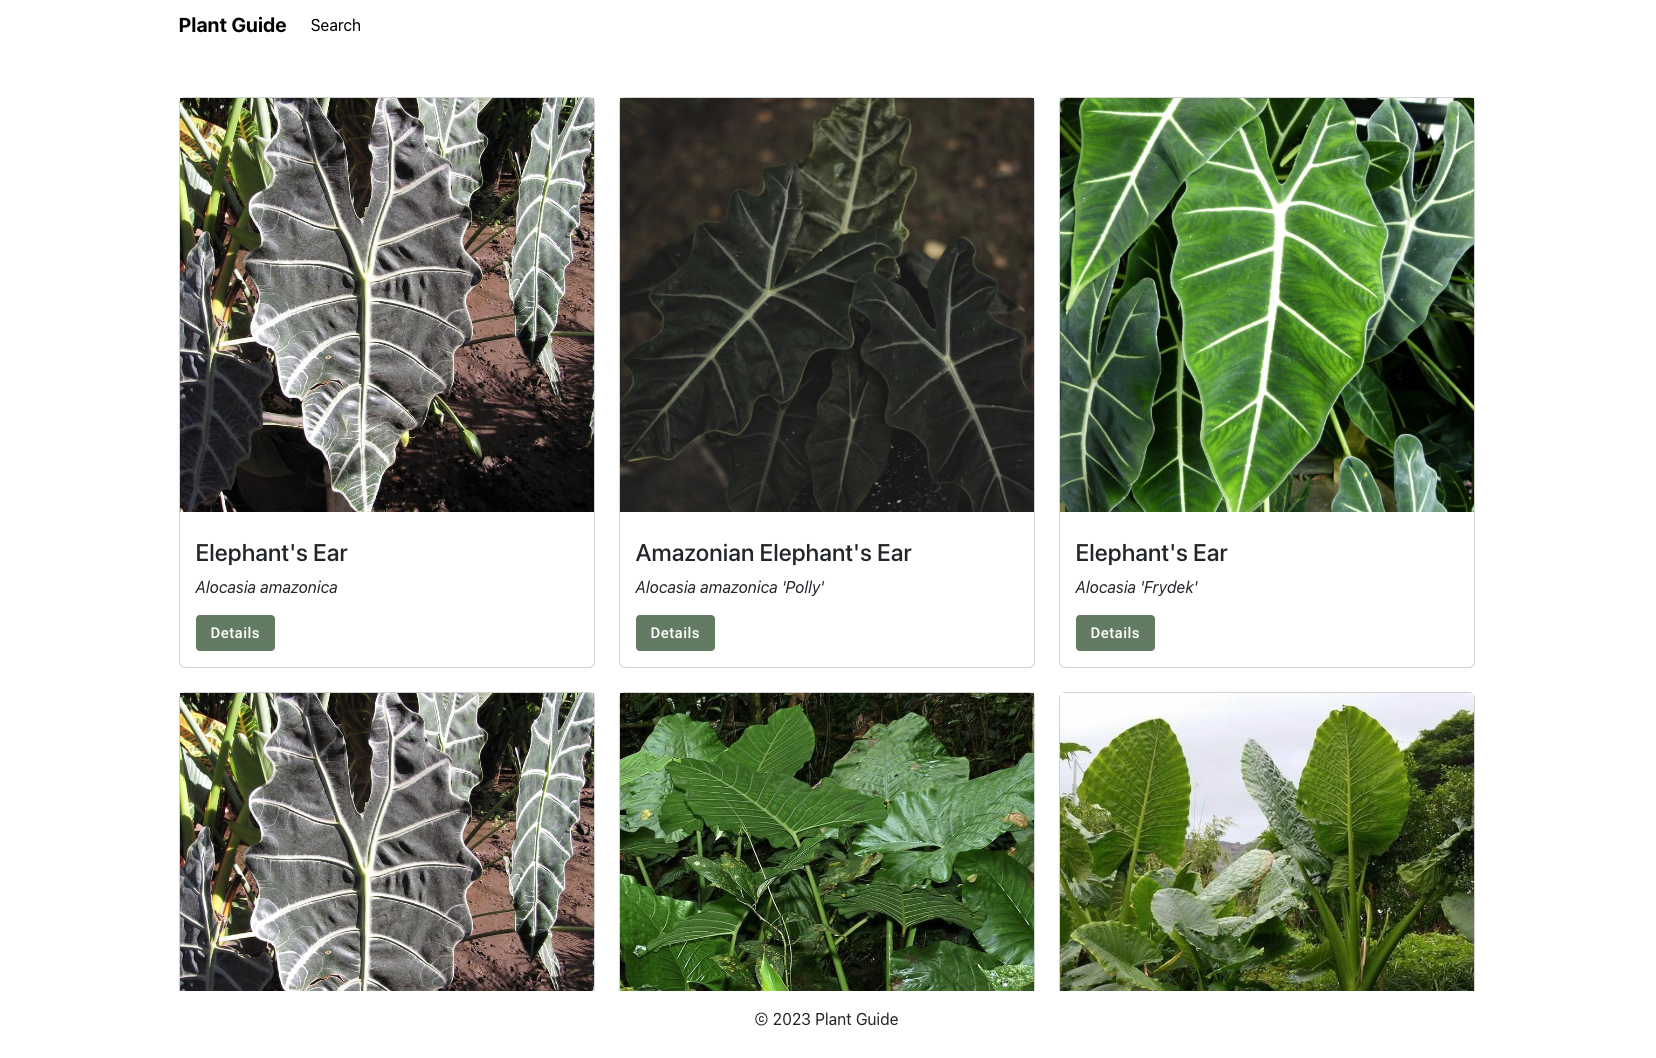 Plant Guide Search
Elephant's Ear
Alocasia amazonica
Details
Amazonian Elephant's Ear
Alocasia amazonica 'Polly'
Details
Elephant's Ear
Alocasia 'Frydek'
Details
© 2023 Plant Guide